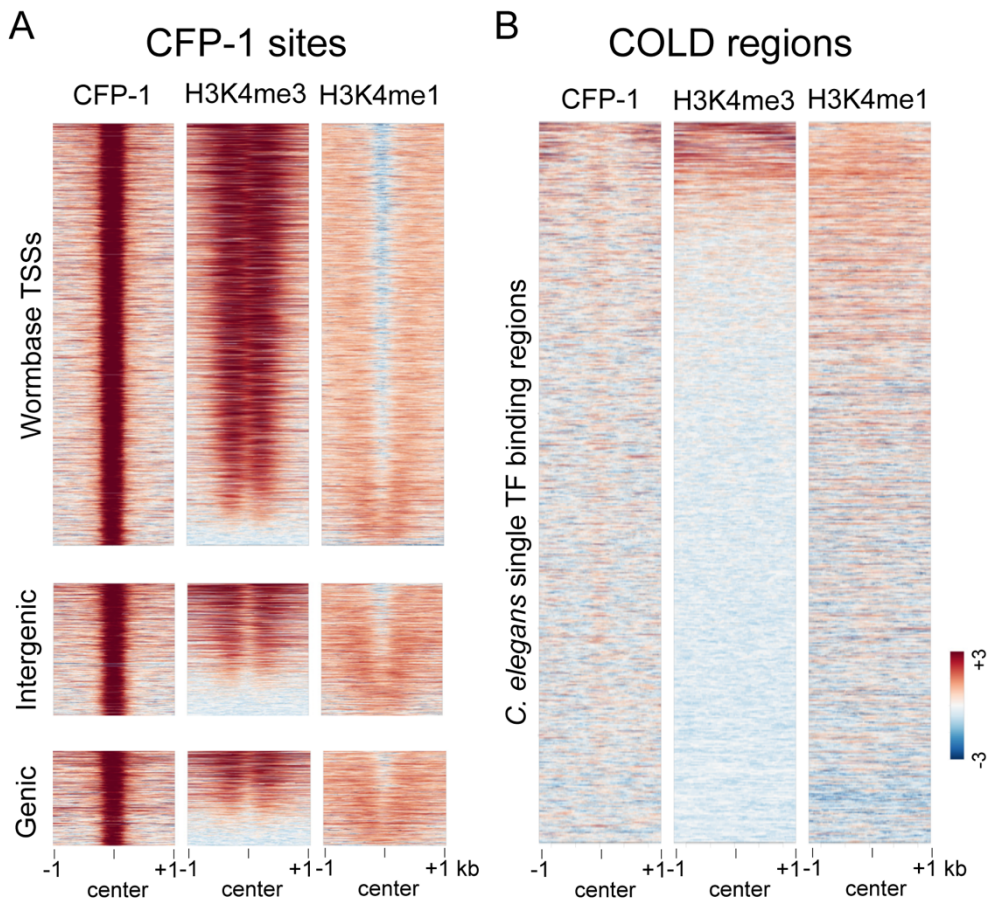 A
CFP-1 sites
CFP-1 H3K4me3 H3K4me1
Wormbase TSSs
Intergenic
Genic
-1 +1 -1 +1 -1 +1 kb
center center center
B
COLD regions
CFP-1 H3K4me3 H3K4me1
C. elegans single TF binding regions
+3
-3
-1 +1 -1 +1 -1 +1 kb
center center center